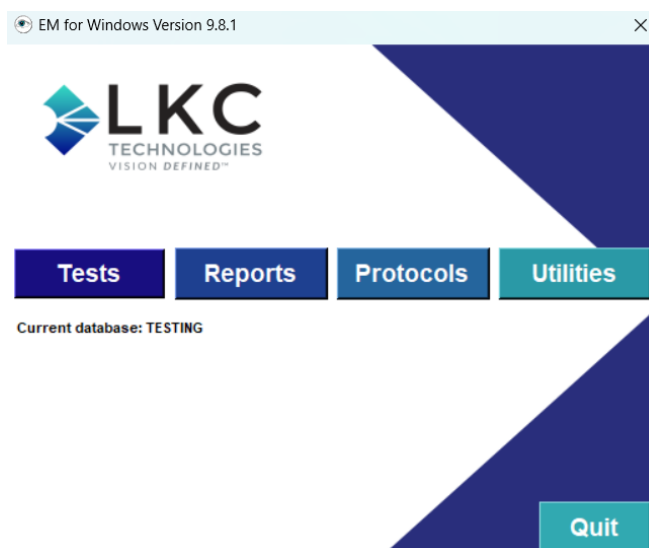 EM for Windows Version 9.8.1
LKC
TECHNOLOGIES
VISION DEFINED™
Tests
Reports
Protocols
Utilities
Current database: TESTING
Quit